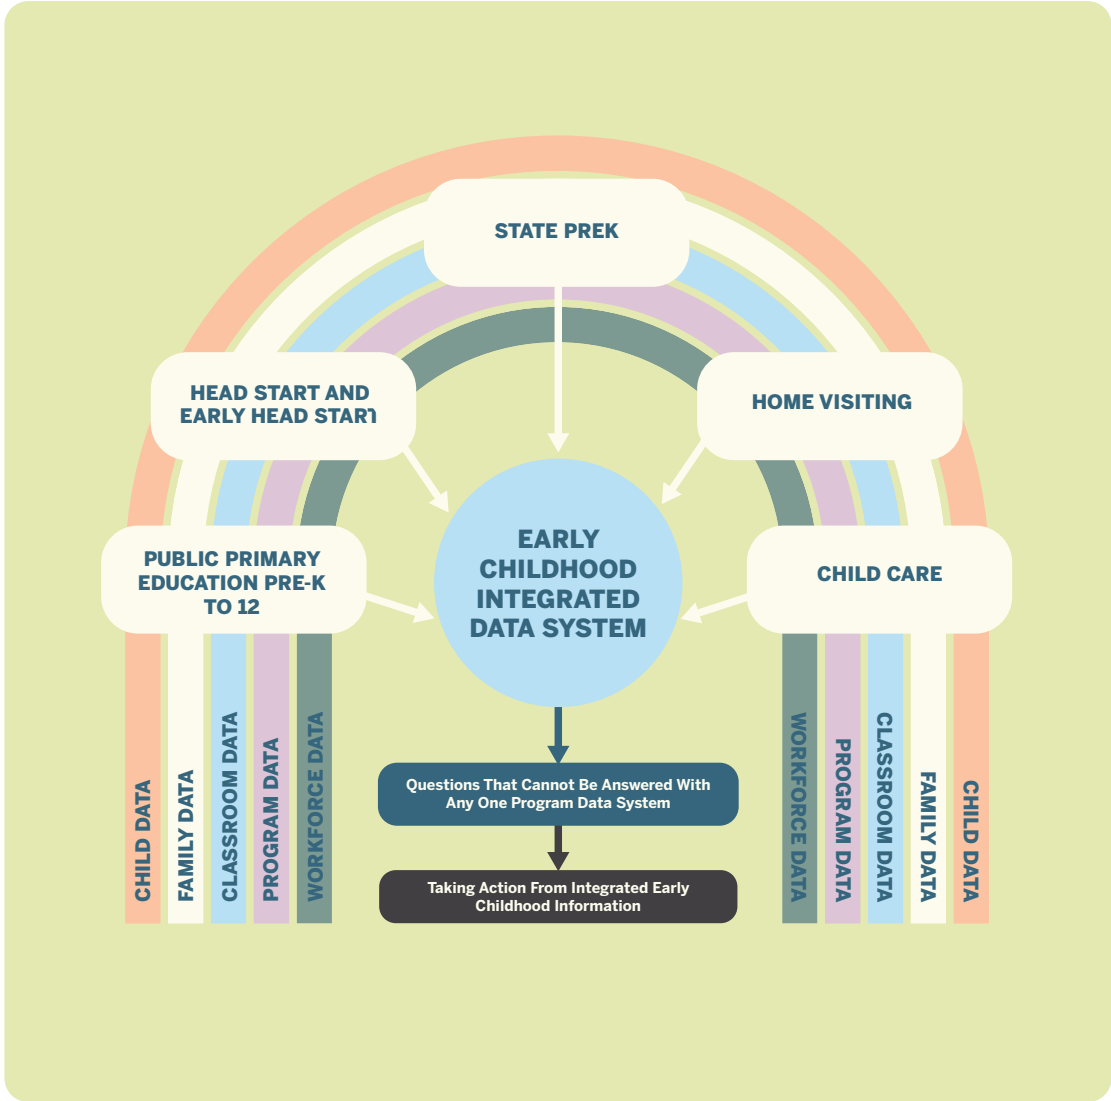 STATE PREK
HEAD START AND
EARLY HEAD START
HOME VISITING
PUBLIC PRIMARY
EDUCATION PRE-K
TO 12
EARLY
CHILDHOOD
INTEGRATED
DATA SYSTEM
CHILD CARE
CHILD DATA
FAMILY DATA
CLASSROOM DATA
PROGRAM DATA
WORKFORCE DATA
Questions That Cannot Be Answered With
Any One Program Data System
Taking Action From Integrated Early
Childhood Information
WORKFORCE DATA
PROGRAM DATA
CLASSROOM DATA
FAMILY DATA
CHILD DATA